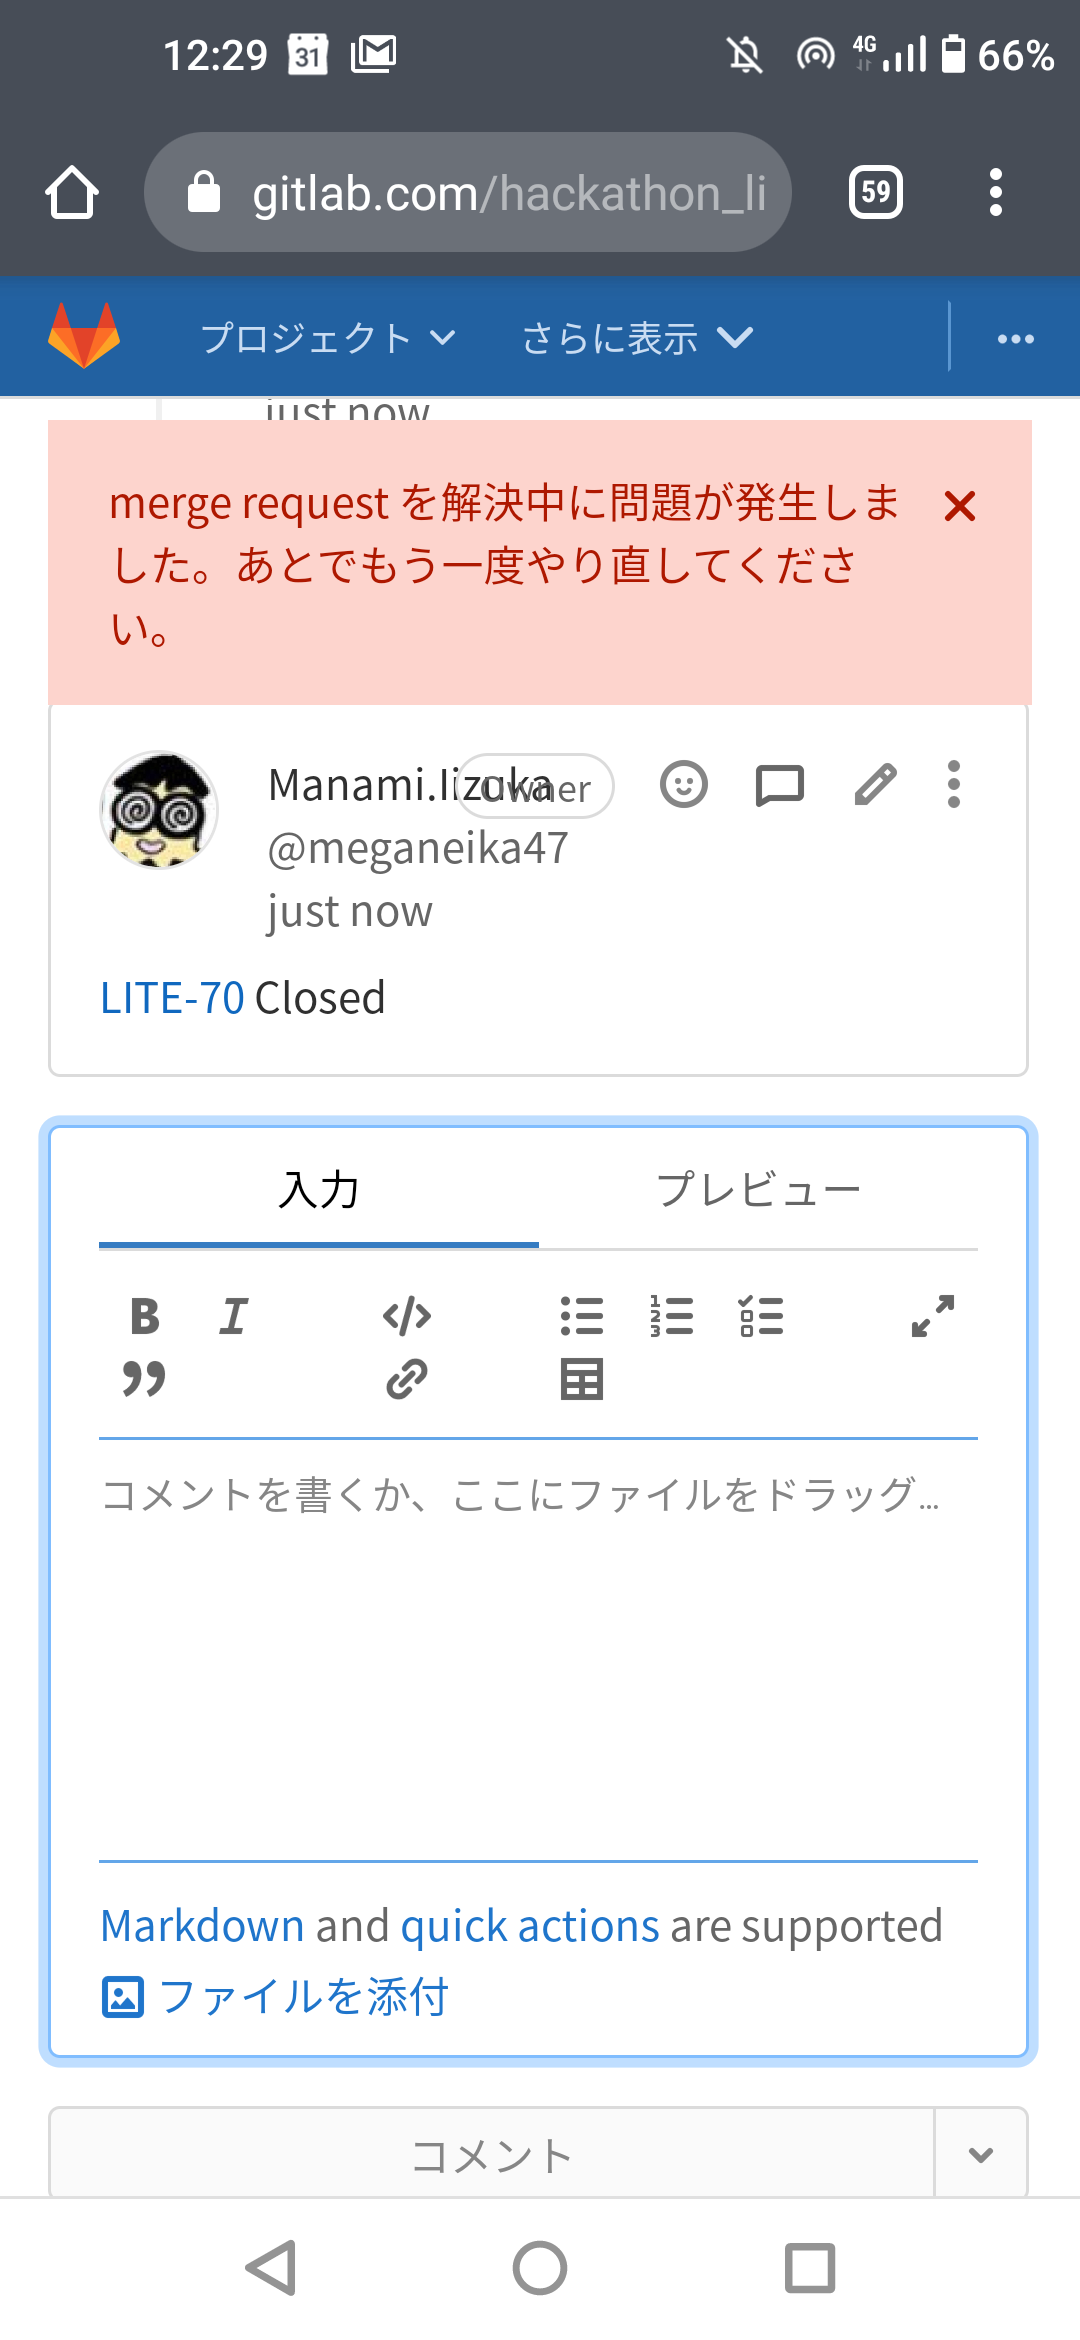 12:29 31 4G 66%
gitlab.com/hackathon_li 59
プロジェクト さらに表示
just now
merge request を解決中に問題が発生しま
した。あとでもう一度やり直してくださ
い。
Manami.Iizuka Owner
@meganeika47
just now
LITE-70 Closed
入力 プレビュー
コメントを書くか、ここにファイルをドラッグ…
Markdown and quick actions are supported
ファイルを添付
コメント